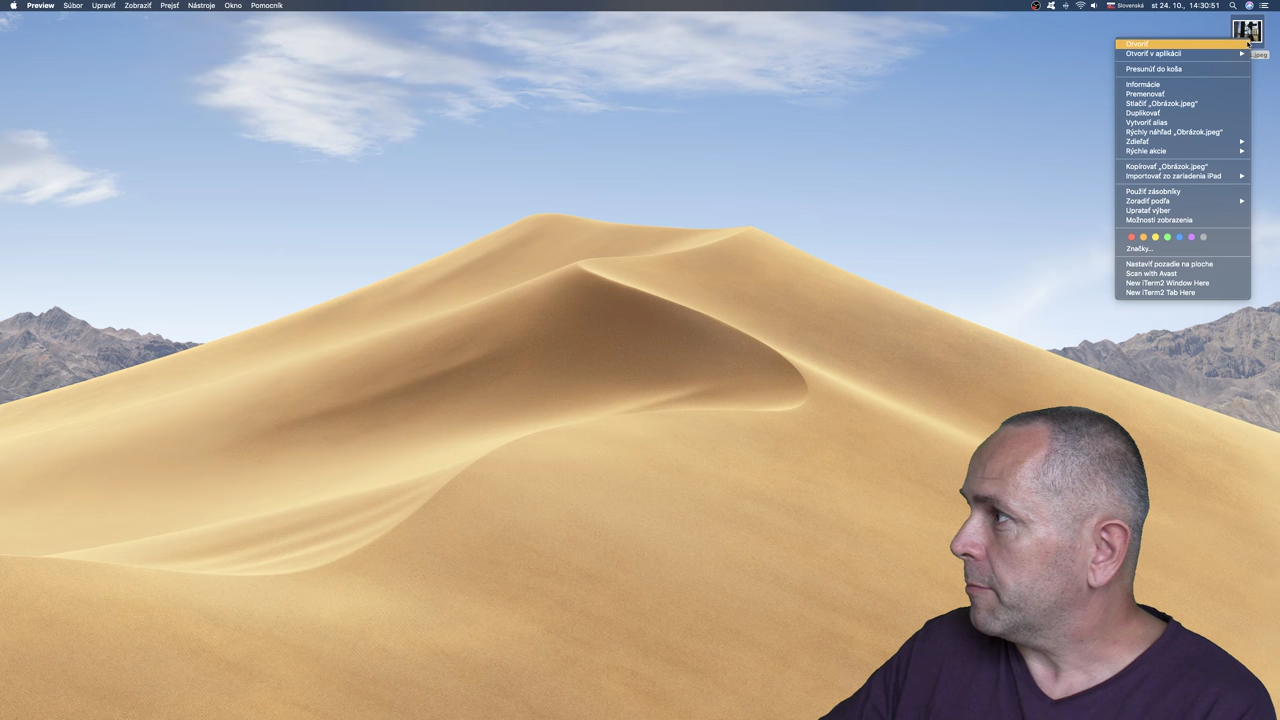 Preview Súbor Upraviť Zobraziť Prejsť Nástroje Okno Pomocník Slovenská st 24. 10., 14:30:51
.jpeg
Otvoriť
Otvoriť v aplikácii
Presunúť do koša
Informácie
Premenovať
Stlačiť „Obrázok.jpeg“
Duplikovať
Vytvoriť alias
Rýchly náhľad „Obrázok.jpeg“
Zdieľať
Rýchle akcie
Kopírovať „Obrázok.jpeg“
Importovať zo zariadenia iPad
Použiť zásobníky
Zoradiť podľa
Upratať výber
Možnosti zobrazenia
Značky...
Nastaviť pozadie na ploche
Scan with Avast
New iTerm2 Window Here
New iTerm2 Tab Here